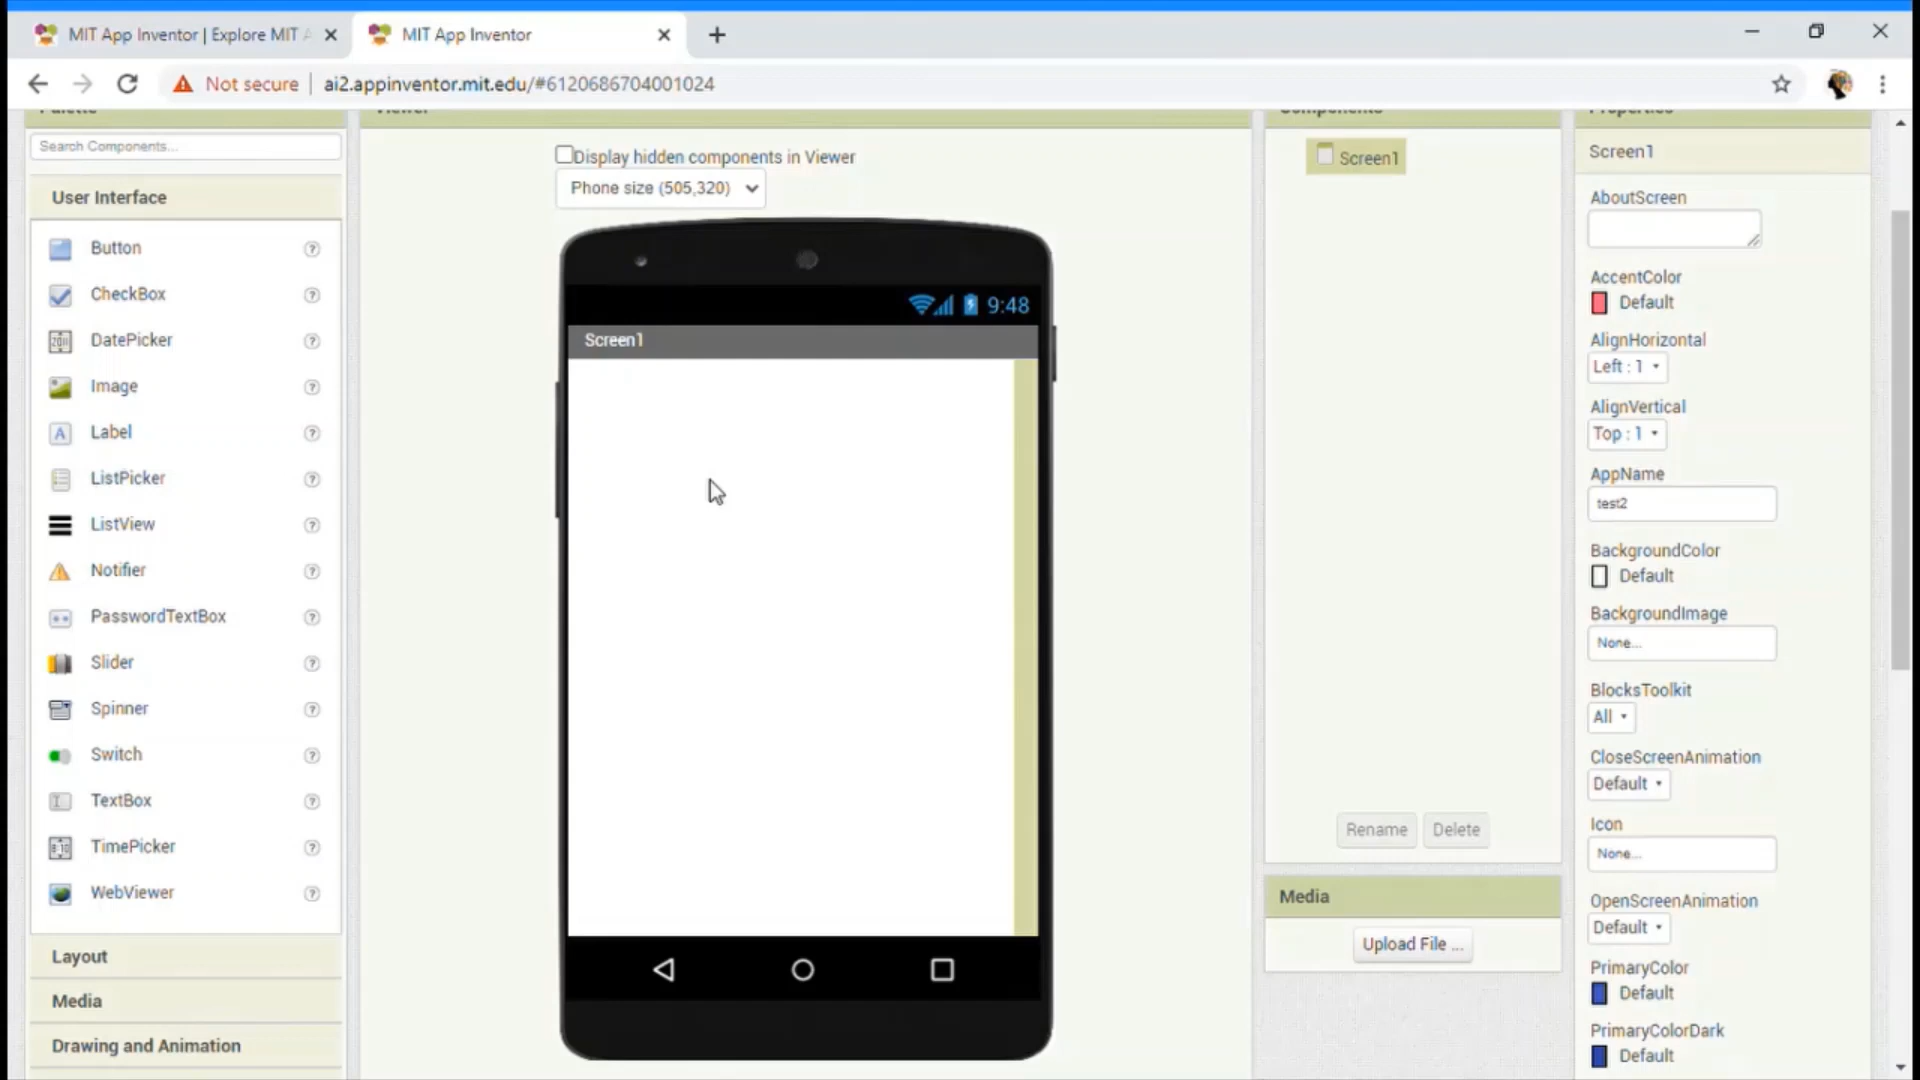 MIT App Inventor | Explore MIT A
MIT App Inventor
Not secure
ai2.appinventor.mit.edu/#6120686704001024
Palette
Viewer
Components
Properties
Search Components...
User Interface
Button
CheckBox
DatePicker
Image
Label
ListPicker
ListView
Notifier
PasswordTextBox
Slider
Spinner
Switch
TextBox
TimePicker
WebViewer
Layout
Media
Drawing and Animation
Display hidden components in Viewer
Phone size (505,320)
9:48
Screen1
Screen1
Rename
Delete
Media
Upload File ...
Screen1
AboutScreen
AccentColor
Default
AlignHorizontal
Left : 1
AlignVertical
Top : 1
AppName
test2
BackgroundColor
Default
BackgroundImage
None...
BlocksToolkit
All
CloseScreenAnimation
Default
Icon
None...
OpenScreenAnimation
Default
PrimaryColor
Default
PrimaryColorDark
Default